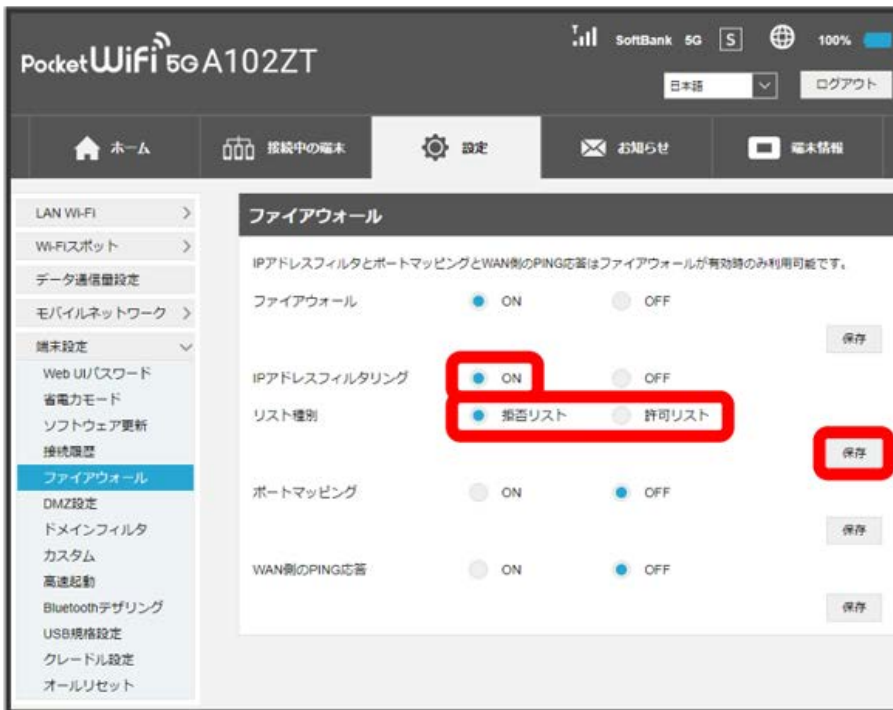 SoftBank 5G S 100%
PocketWiFi 5G A102ZT
日本語 ログアウト
ホーム 接続中の端末 設定 お知らせ 端末情報
LAN Wi-Fi
Wi-Fiスポット
データ通信量設定
モバイルネットワーク
端末設定
Web UIパスワード
省電力モード
ソフトウェア更新
接続履歴
ファイアウォール
DMZ設定
ドメインフィルタ
カスタム
高速起動
Bluetoothテザリング
USB規格設定
クレードル設定
オールリセット
ファイアウォール
IPアドレスフィルタとポートマッピングとWAN側のPING応答はファイアウォールが有効時のみ利用可能です。
ファイアウォール ON OFF
保存
IPアドレスフィルタリング ON OFF
リスト種別 拒否リスト 許可リスト
保存
ポートマッピング ON OFF
保存
WAN側のPING応答 ON OFF
保存